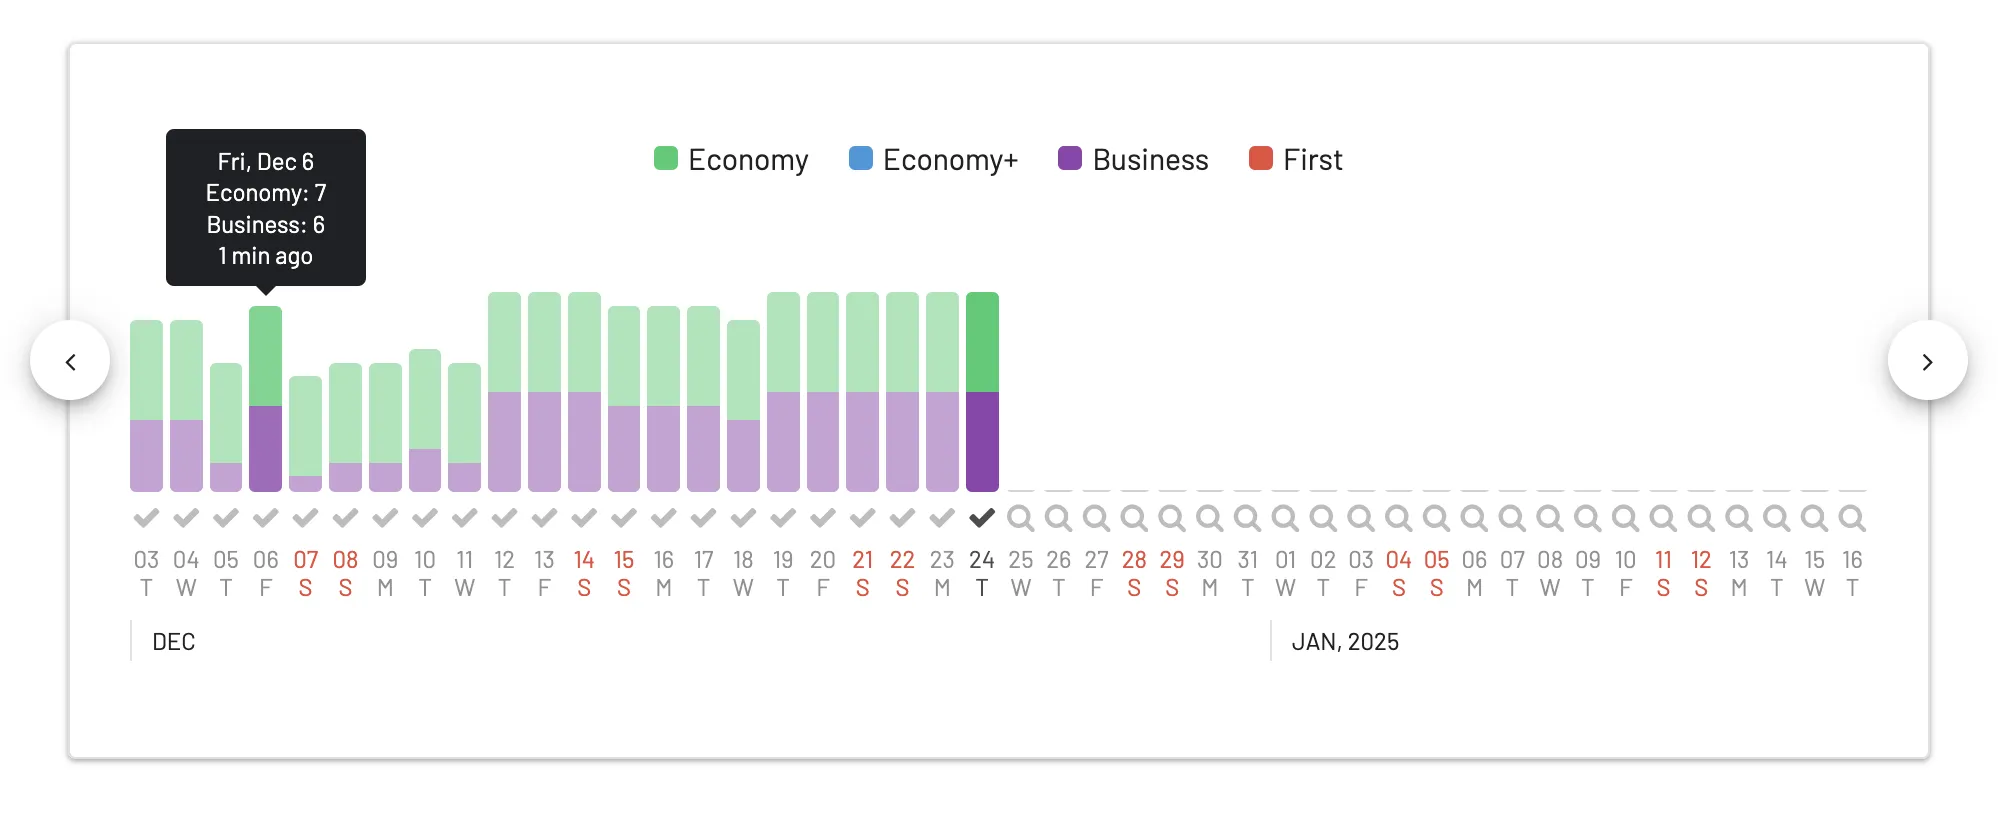 Fri, Dec 6
Economy: 7
Business: 6
1 min ago
Economy Economy+ Business First
03 04 05 06 07 08 09 10 11 12 13 14 15 16 17 18 19 20 21 22 23 24 25 26 27 28 29 30 31 01 02 03 04 05 06 07 08 09 10 11 12 13 14 15 16
T W T F S S M T W T F S S M T W T F S S M T W T F S S M T W T F S S M T W T F S S M T W T
DEC JAN, 2025